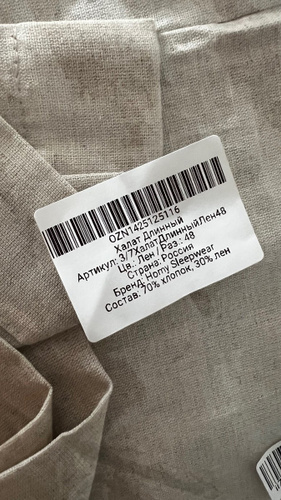 OZN1425125116
Халат Длинный
Артикул: 3/7ХалатДлинныйЛен48
Цв.: Лен / Раз.: 48
Страна: Россия
Бренд: Homy Sleepwear
Состав: 70% хлопок, 30% лен